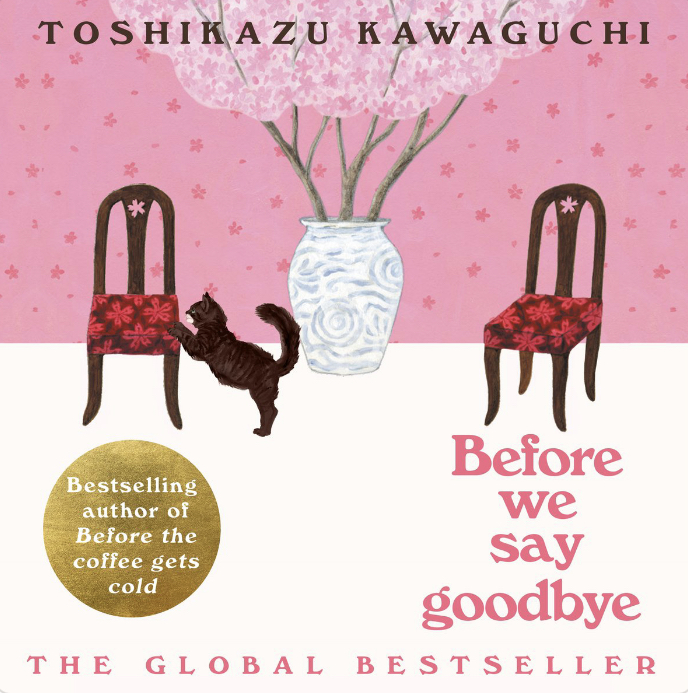 TOSHIKAZU KAWAGUCHI
Bestselling
author of
Before the
coffee gets
cold
Before
we
say
goodbye
THE GLOBAL BESTSELLER